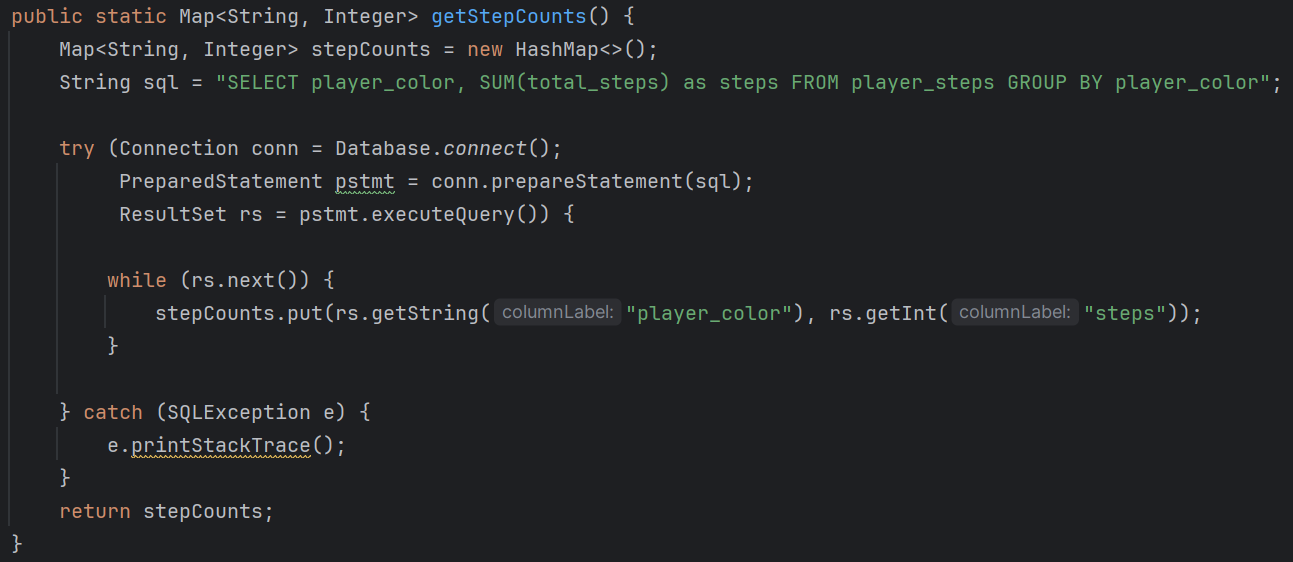 public static Map<String, Integer> getStepCounts() {
    Map<String, Integer> stepCounts = new HashMap<>();
    String sql = "SELECT player_color, SUM(total_steps) as steps FROM player_steps GROUP BY player_color";

    try (Connection conn = Database.connect();
         PreparedStatement pstmt = conn.prepareStatement(sql);
         ResultSet rs = pstmt.executeQuery()) {

        while (rs.next()) {
            stepCounts.put(rs.getString( columnLabel: "player_color"), rs.getInt( columnLabel: "steps"));
        }

    } catch (SQLException e) {
        e.printStackTrace();
    }
    return stepCounts;
}